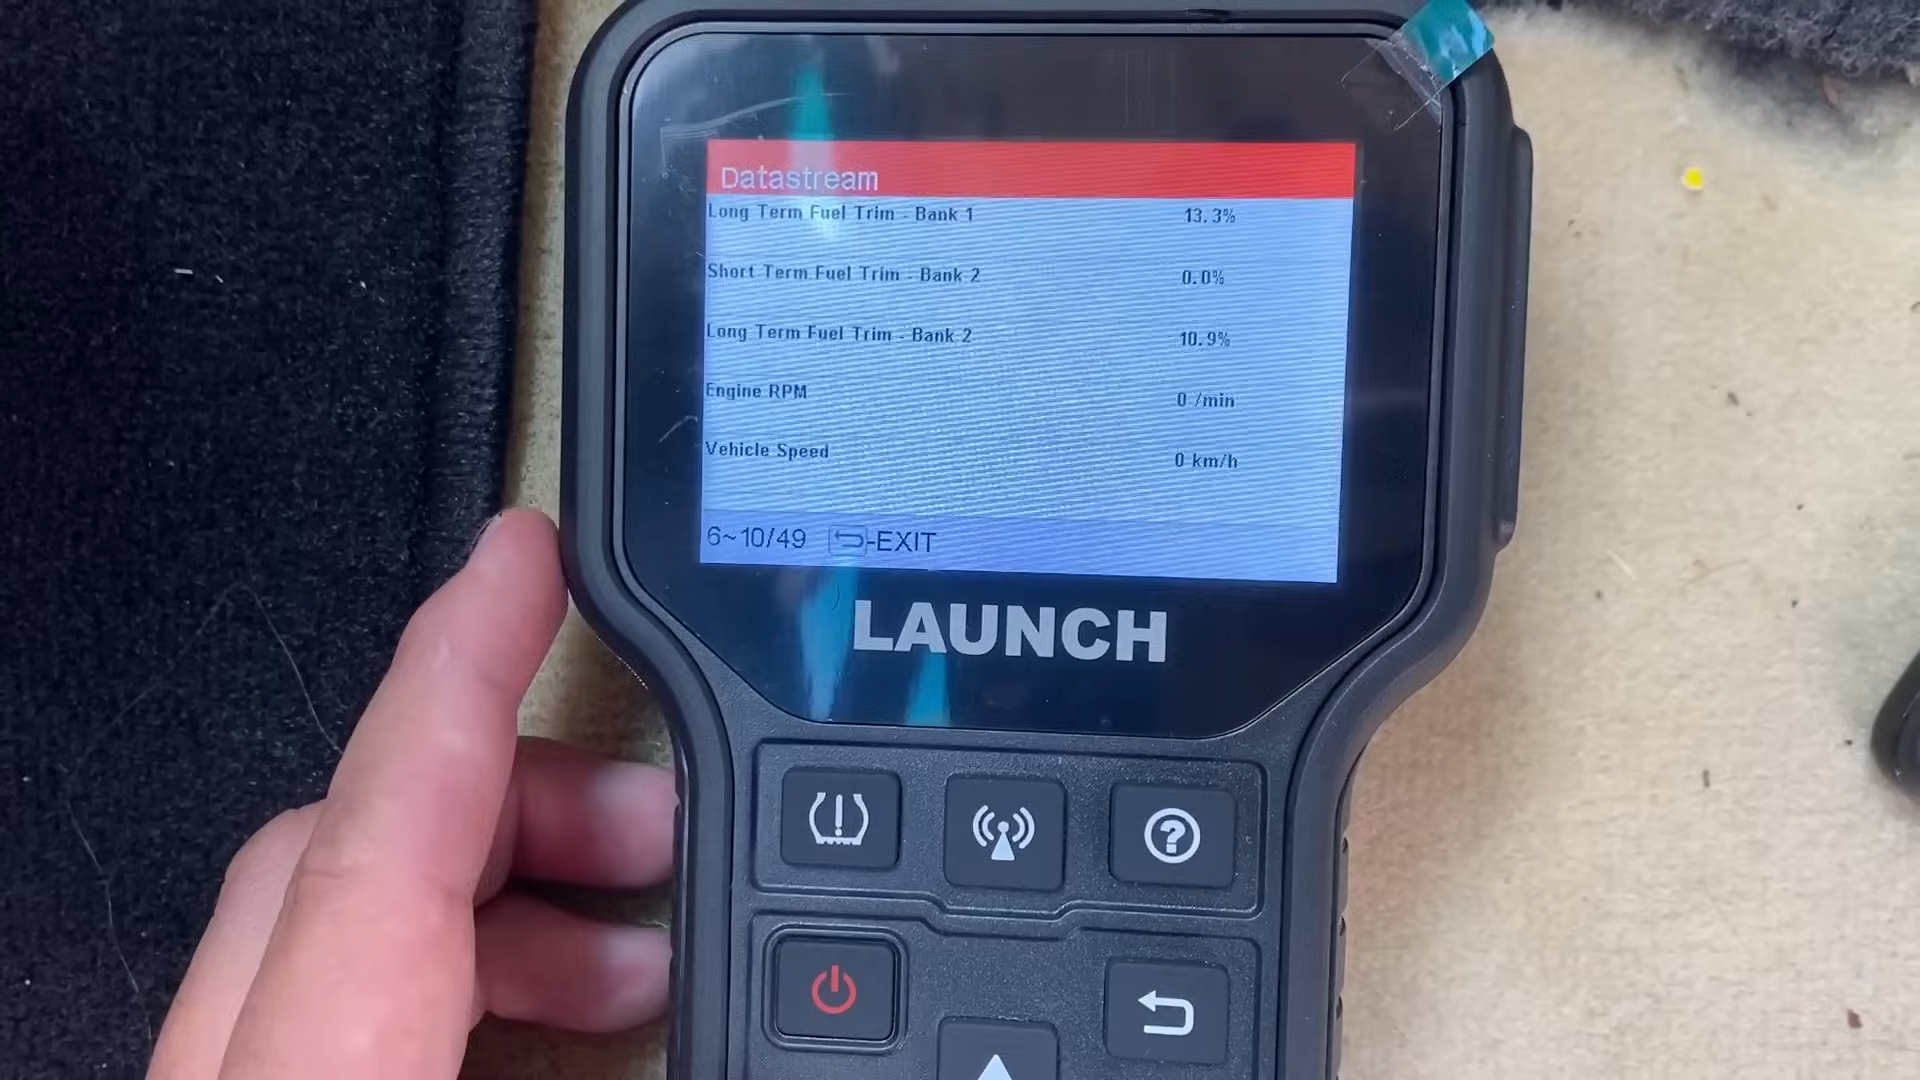 Datastream
Long Term Fuel Trim - Bank 1 13.3%
Short Term Fuel Trim - Bank 2 0.0%
Long Term Fuel Trim - Bank 2 10.9%
Engine RPM 0 /min
Vehicle Speed 0 km/h
6~10/49 -EXIT
LAUNCH